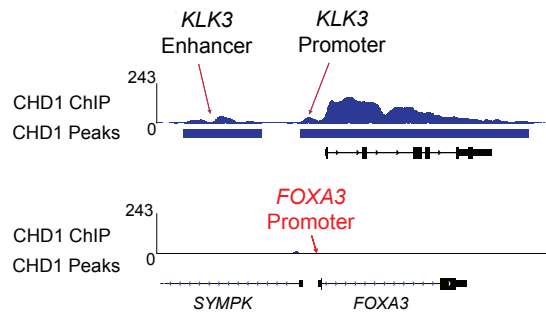 KLK3 KLK3
Enhancer Promoter
243
CHD1 ChIP
0
CHD1 Peaks
FOXA3
Promoter
243
CHD1 ChIP
0
CHD1 Peaks
SYMPK FOXA3